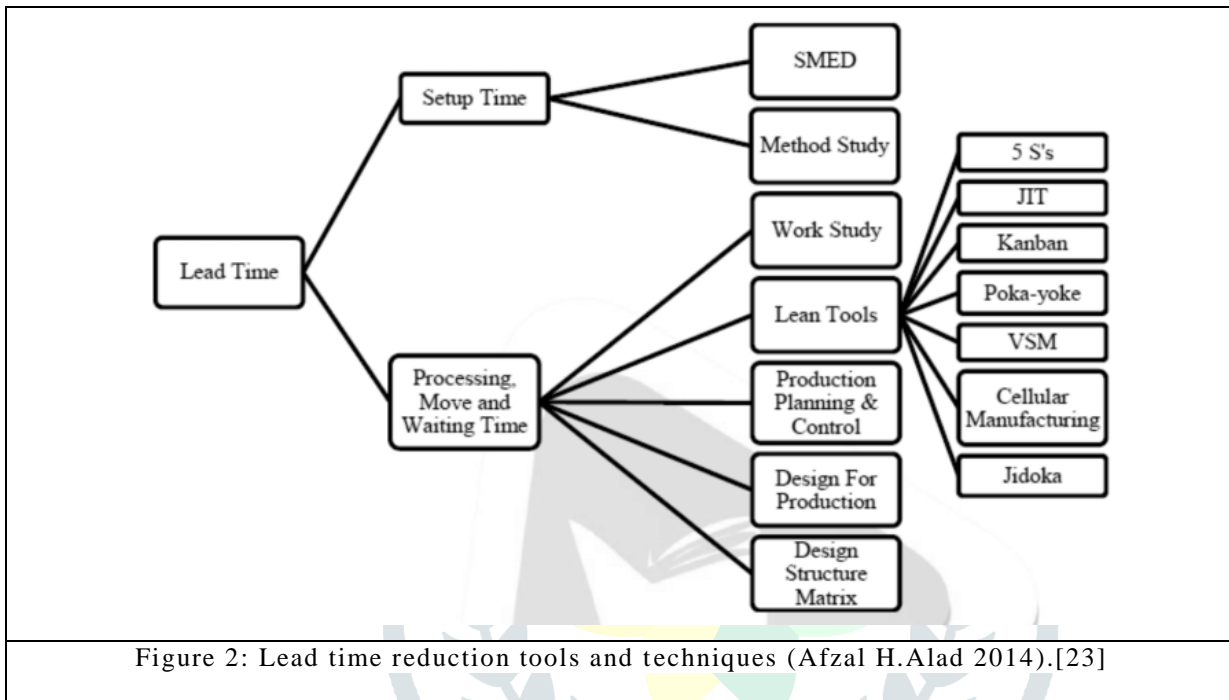 SMED
Setup Time
Method Study
5 S's
JIT
Work Study
Kanban
Lead Time
Poka-yoke
Lean Tools
VSM
Processing,
Move and
Waiting Time
Production
Planning &
Control
Cellular
Manufacturing
Jidoka
Design For
Production
Design
Structure
Matrix
Figure 2: Lead time reduction tools and techniques (Afzal H.Alad 2014).[23]